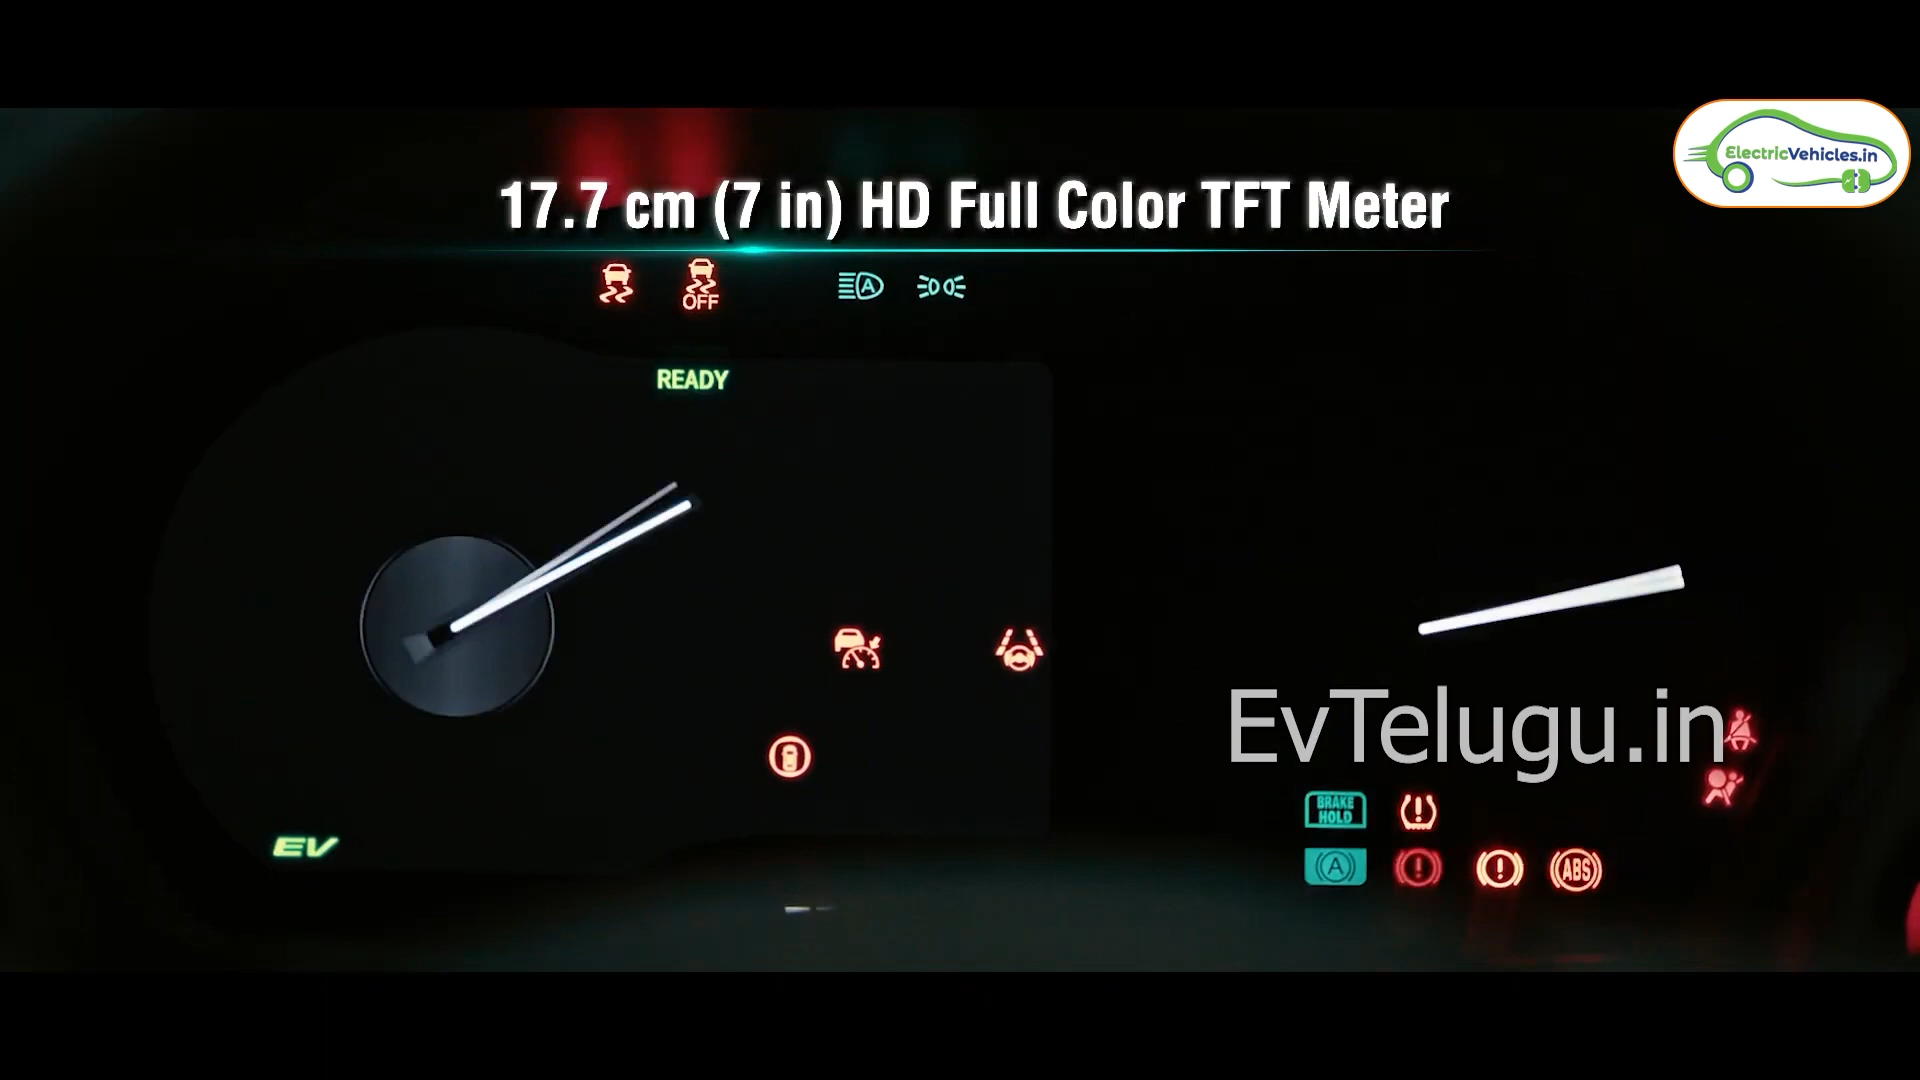 ElectricVehicles.in
17.7 cm (7 in) HD Full Color TFT Meter
OFF
A
READY
EvTelugu.in
BRAKE
HOLD
A
ABS
EV